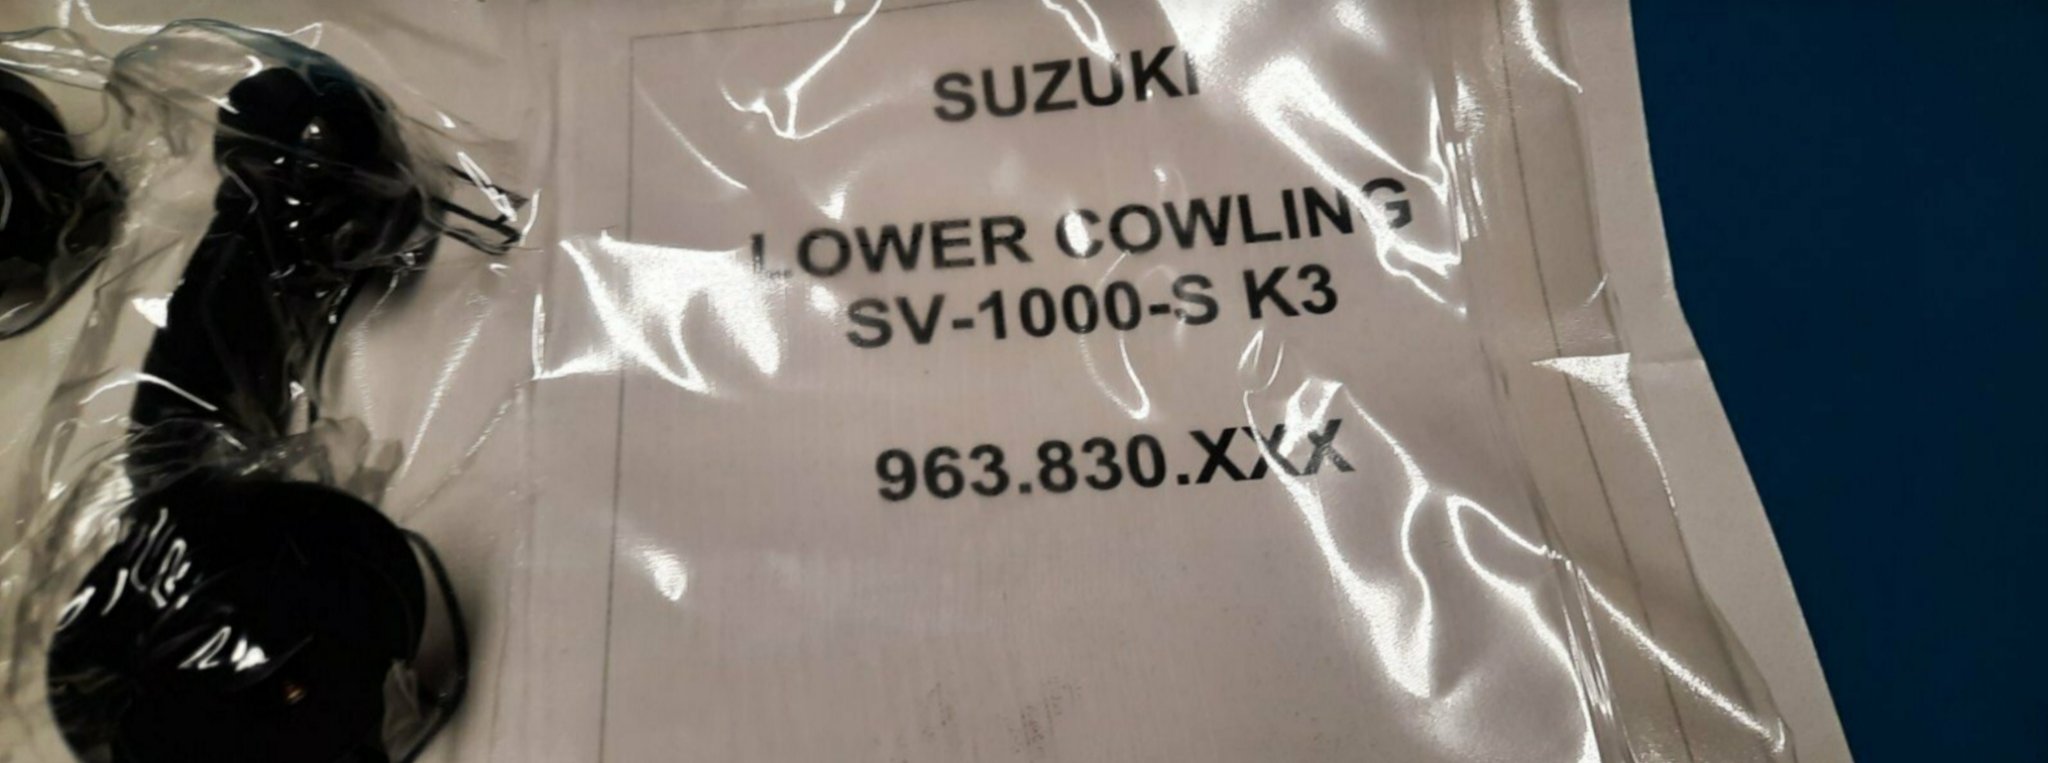 SUZUKI
LOWER COWLING
SV-1000-S K3
963.830.XXX